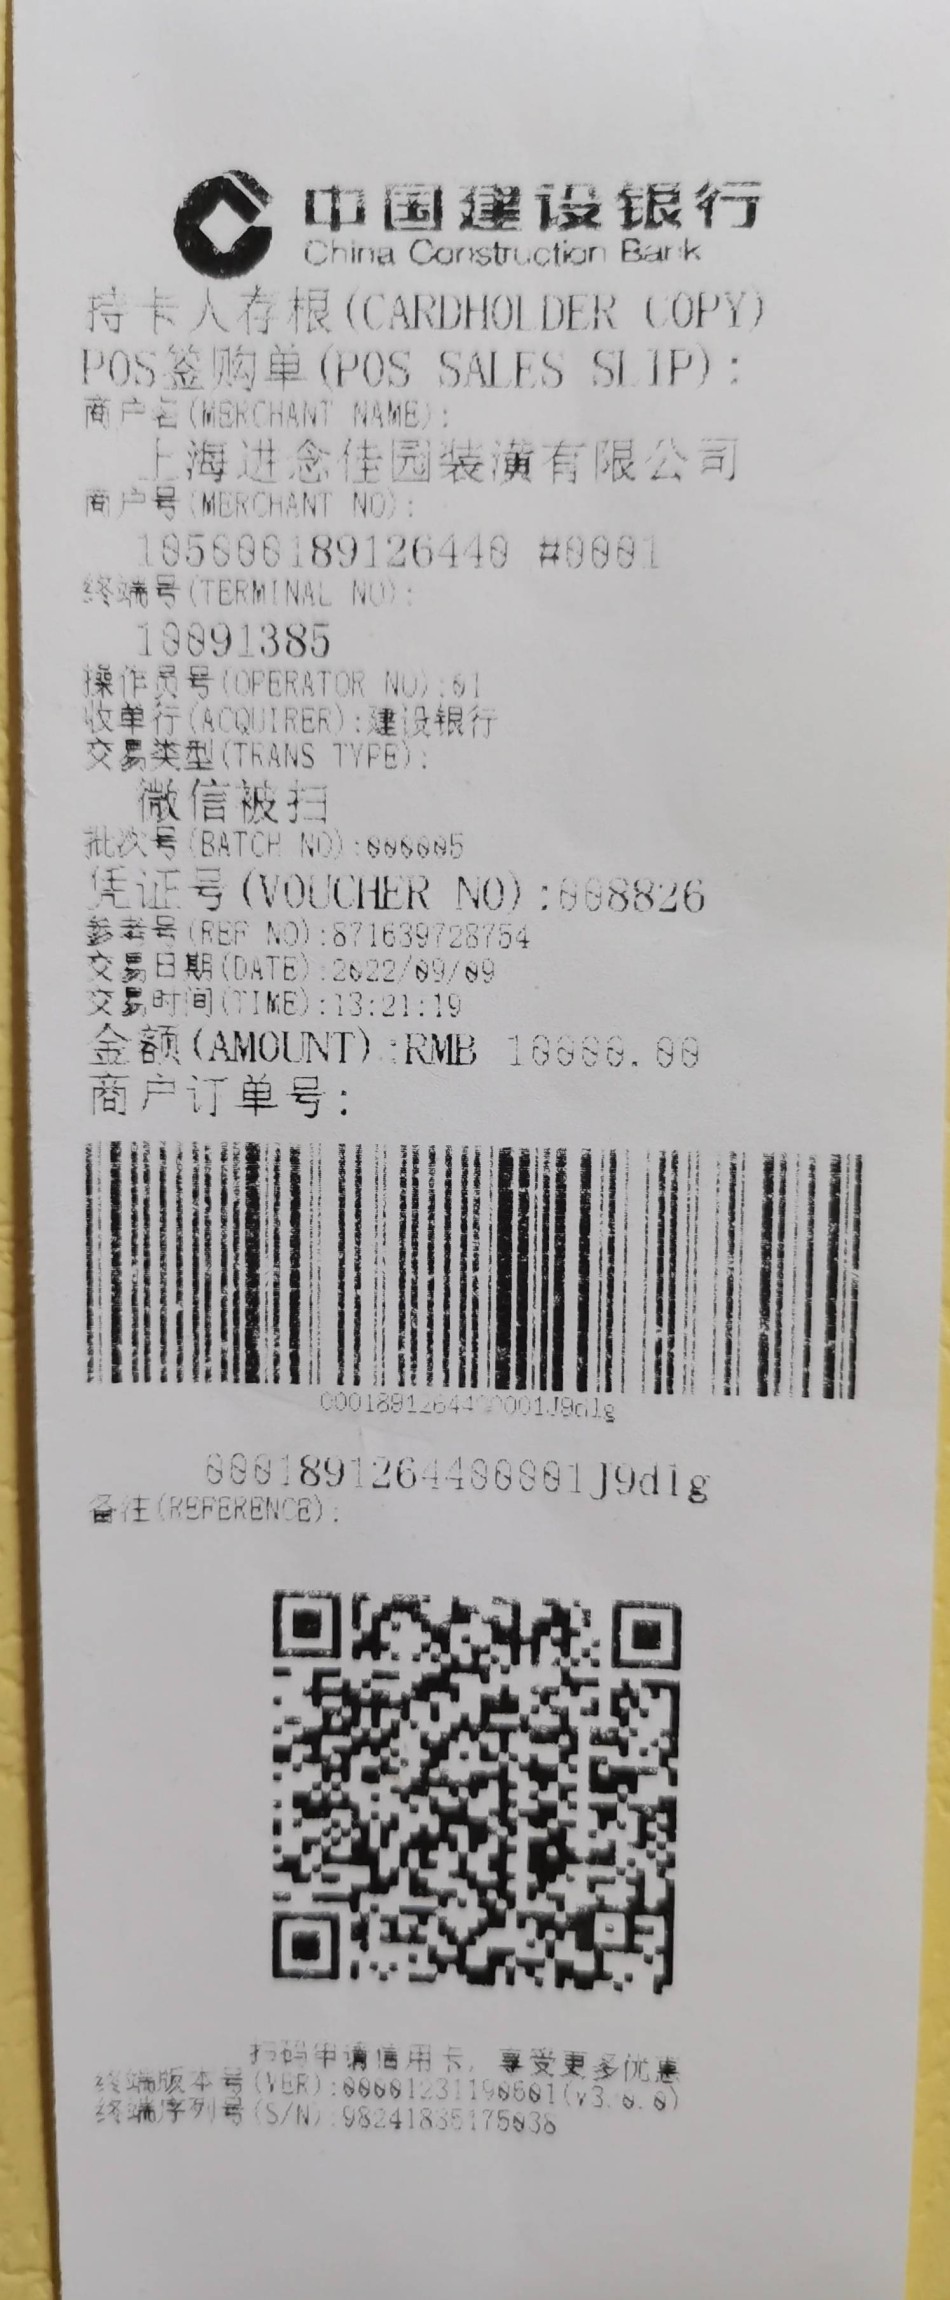 中国建设银行
China Construction Bank
持卡人存根(CARDHOLDER COPY)
POS签购单(POS SALES SLIP):
商户名(MERCHANT NAME):
上海进念佳园装潢有限公司
商户号(MERCHANT NO):
105000189126440 #0001
终端号(TERMINAL NO):
10091385
操作员号(OPERATOR NO):01
收单行(ACQUIRER):建设银行
交易类型(TRANS TYPE):
微信被扫
批次号(BATCH NO):000005
凭证号(VOUCHER NO):008826
参考号(REF NO):871639728754
交易日期(DATE):2022/09/09
交易时间(TIME):13:21:19
金额(AMOUNT):RMB 10000.00
商户订单号:
0001891264400001J9dlg
0001891264400001J9dlg
备注(REFERENCE):
扫码申请信用卡，享受更多优惠
终端版本号(VER):00001231190601(v3.0.0)
终端序列号(S/N):98241835175038